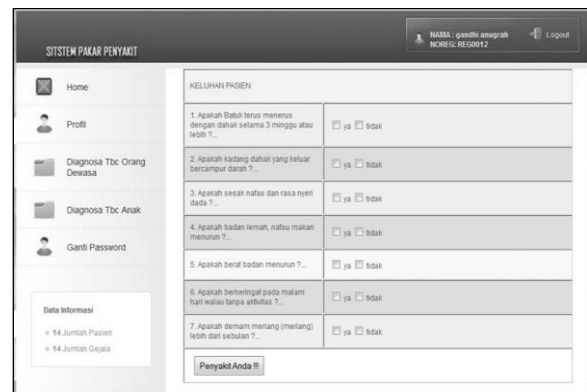 SITSTEM PAKAR PENYAKIT
NAMA : gandhi anugrah
NOREG: REG0012
Logout
Home
Profil
Diagnosa Tbc Orang
Dewasa
Diagnosa Tbc Anak
Ganti Password
Data Informasi
14 Jumlah Pasien
14 Jumlah Gejala
KELUHAN PASIEN
1. Apakah Batuk terus menerus
dengan dahak selama 3 minggu atau
lebih ?...
ya tidak
2. Apakah kadang dahak yang keluar
bercampur darah ?...
ya tidak
3. Apakah sesak nafas dan rasa nyeri
dada ?...
ya tidak
4. Apakah badan lemah, nafsu makan
menurun ?...
ya tidak
5. Apakah berat badan menurun ?...
ya tidak
6. Apakah berkeringat pada malam
hari walau tanpa aktivitas ?...
ya tidak
7. Apakah demam meriang (meriang)
lebih dari sebulan ?...
ya tidak
Penyakit Anda !!!